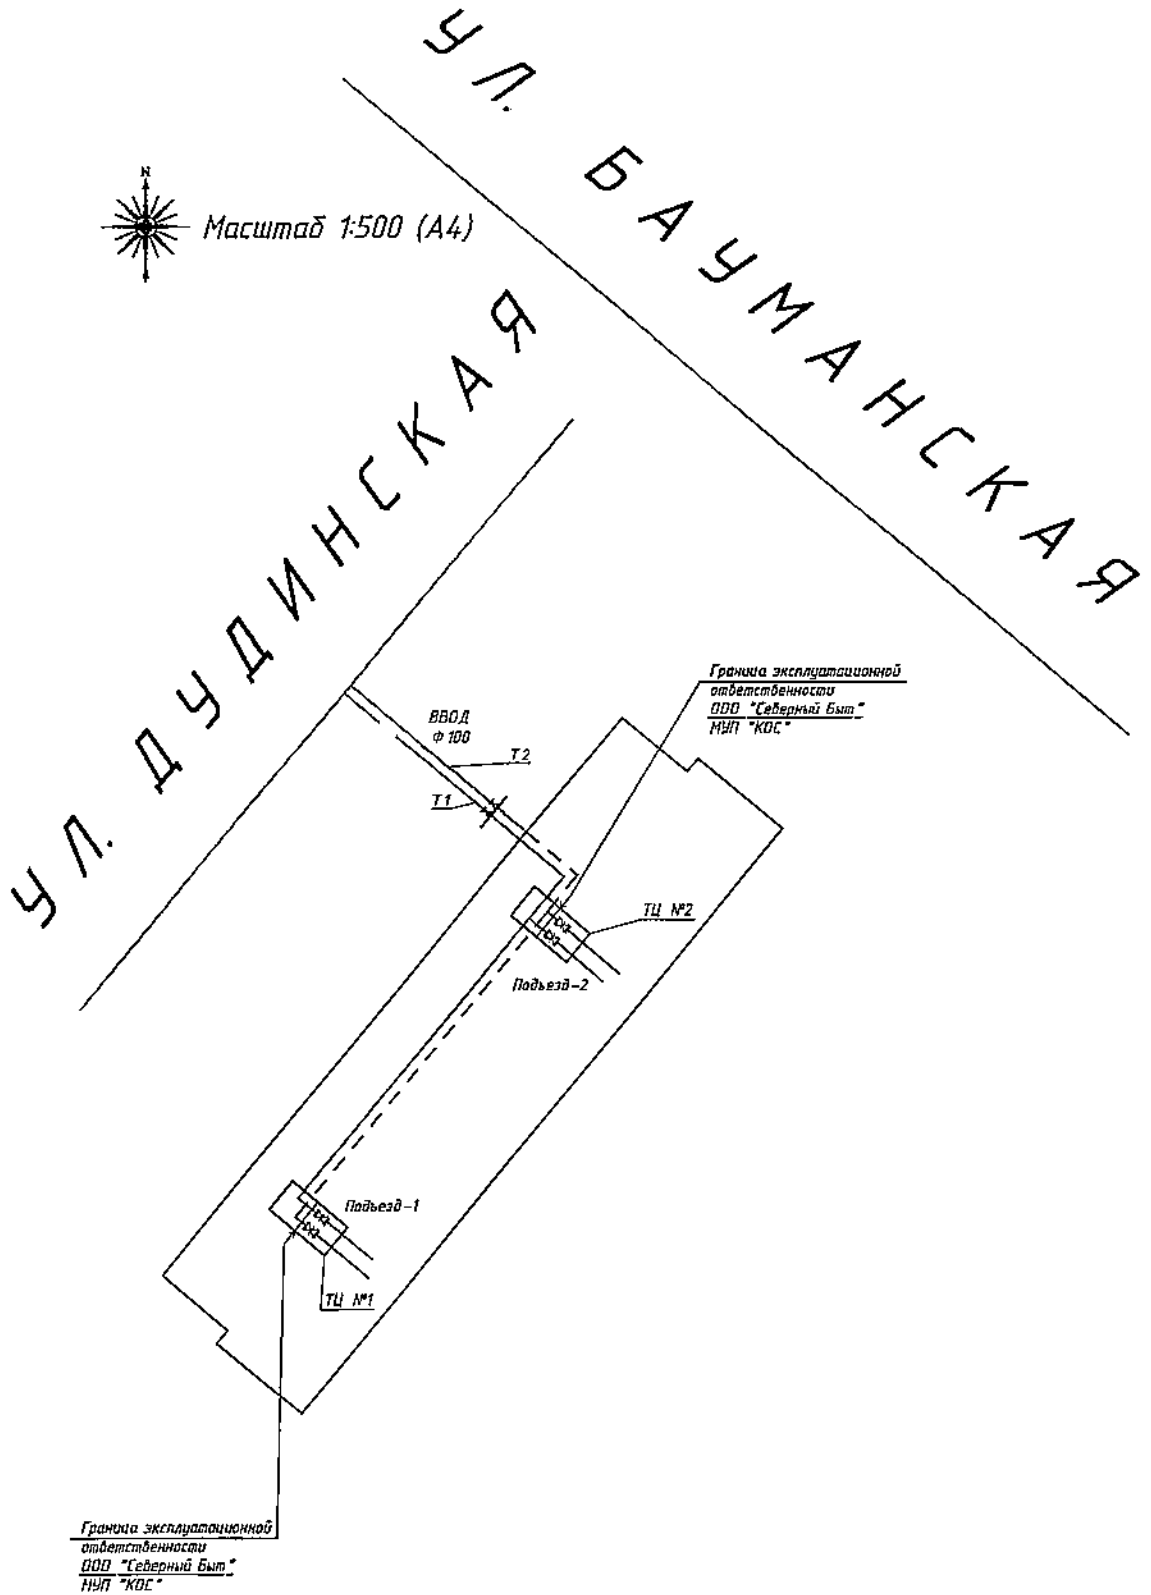 УЛ. БАУМАНСКАЯ
N
Масштаб 1:500 (А4)
УЛ. ДУДИНСКАЯ
Граница эксплуатационной
ответственности
ООО "Северный Быт"
МУП "КОС"
ВВОД
Ф 100
Т2
Т1
ТЦ №2
Подъезд-2
Подъезд-1
ТЦ №1
Граница эксплуатационной
ответственности
ООО "Северный Быт"
МУП "КОС"